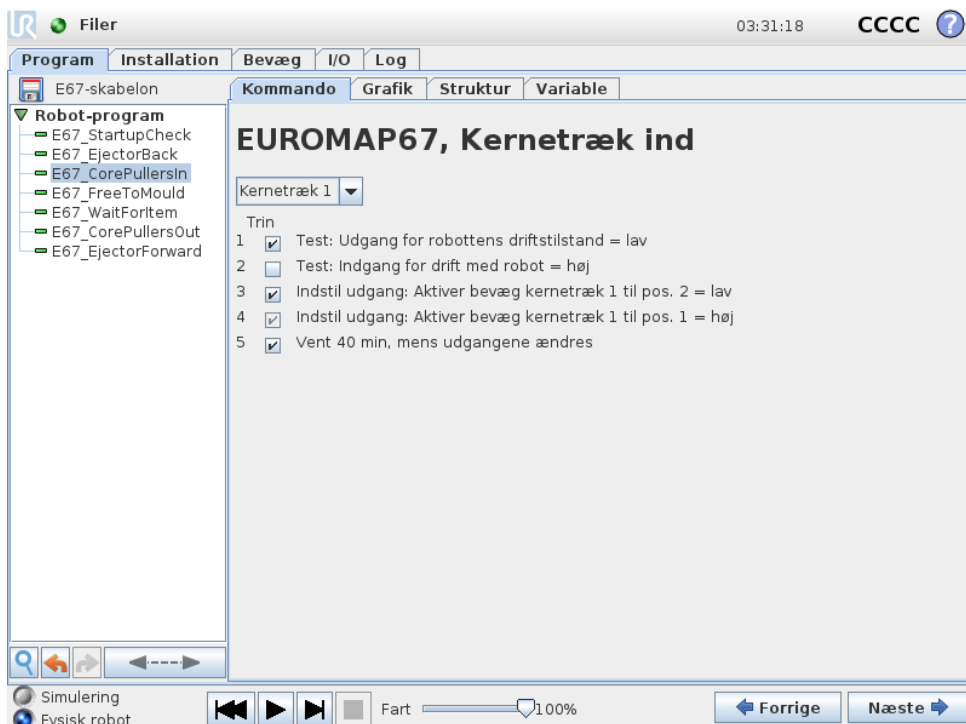 UR Filer 03:31:18 CCCC ?
Program Installation Bevæg I/O Log
E67-skabelon
Kommando Grafik Struktur Variable
Robot-program
E67_StartupCheck
E67_EjectorBack
E67_CorePullersIn
E67_FreeToMould
E67_WaitForItem
E67_CorePullersOut
E67_EjectorForward
EUROMAP67, Kernetræk ind
Kernetræk 1
Trin
1 Test: Udgang for robottens driftstilstand = lav
2 Test: Indgang for drift med robot = høj
3 Indstil udgang: Aktiver bevæg kernetræk 1 til pos. 2 = lav
4 Indstil udgang: Aktiver bevæg kernetræk 1 til pos. 1 = høj
5 Vent 40 min, mens udgangene ændres
Simulering
Fysisk robot
Fart 100%
Forrige Næste